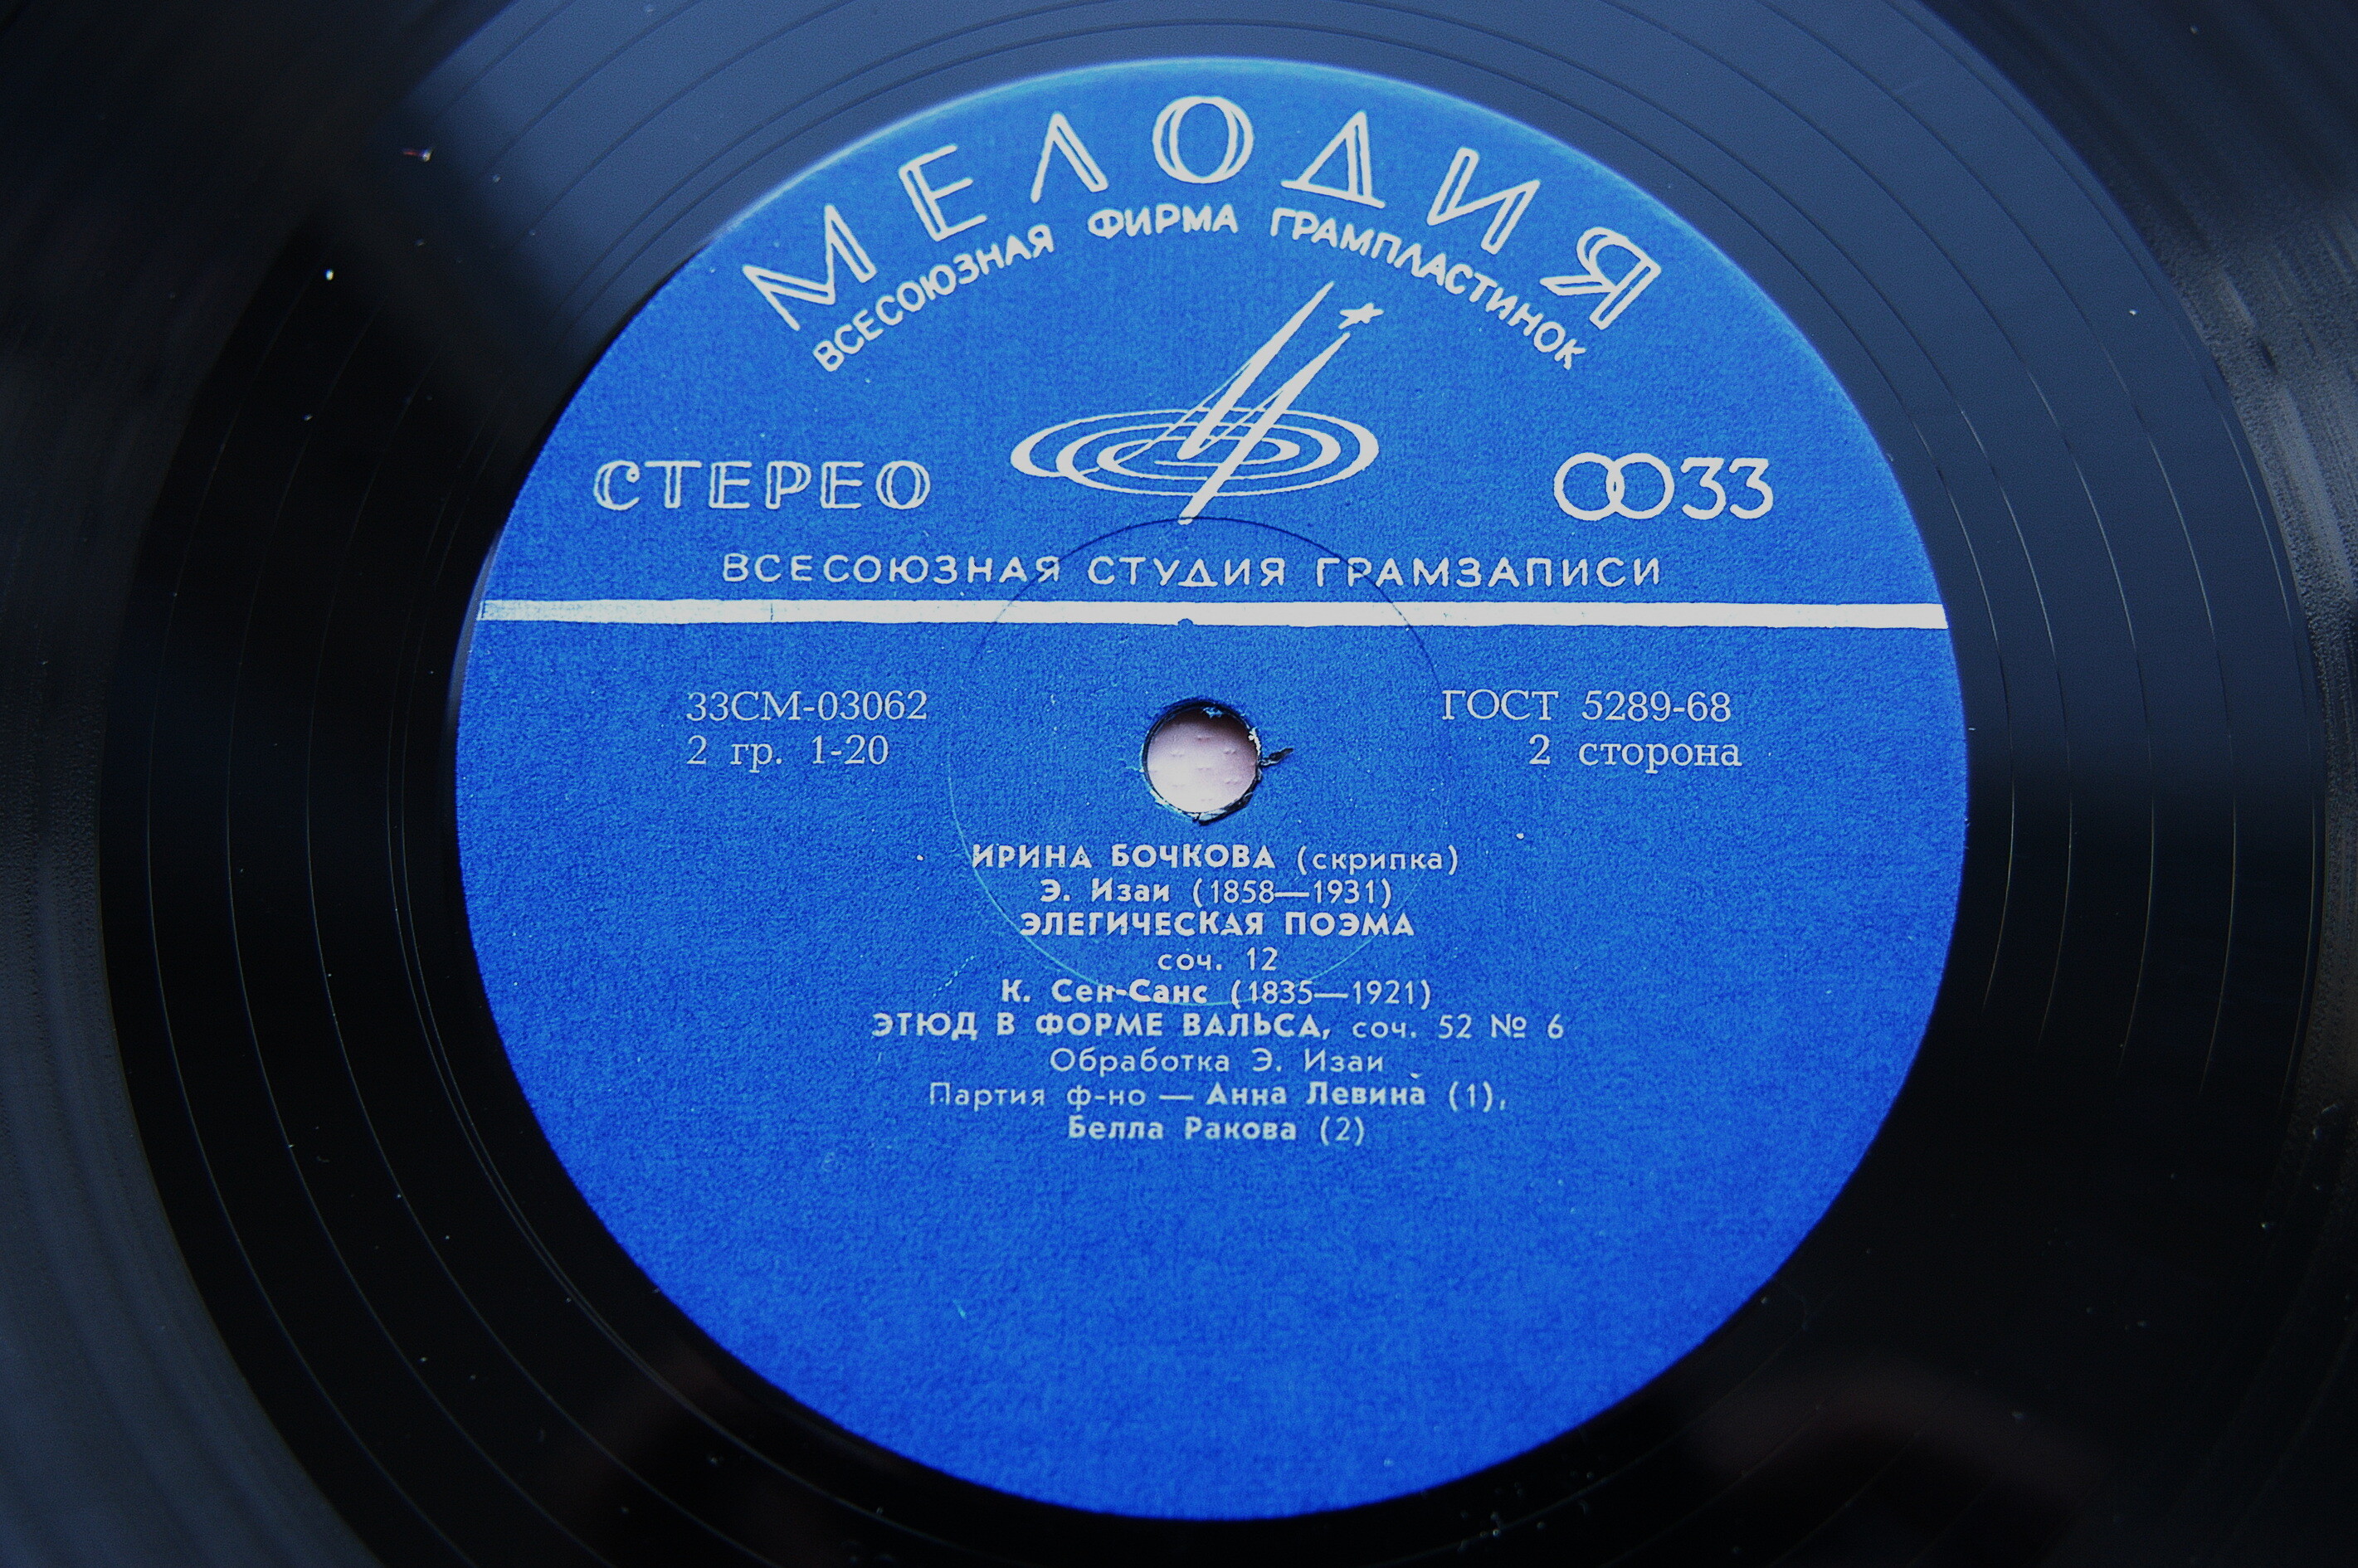 МЕЛОДИЯ
ВСЕСОЮЗНАЯ ФИРМА ГРАМПЛАСТИНОК
СТЕРЕО
33
ВСЕСОЮЗНАЯ СТУДИЯ ГРАМЗАПИСИ
33СМ-03062
ГОСТ 5289-68
2 гр. 1-20
2 сторона
ИРИНА БОЧКОВА (скрипка)
Э. Изаи (1858—1931)
ЭЛЕГИЧЕСКАЯ ПОЭМА
соч. 12
К. Сен-Санс (1835—1921)
ЭТЮД В ФОРМЕ ВАЛЬСА, соч. 52 № 6
Обработка Э. Изаи
Партия ф-но — Анна Левина (1),
Белла Ракова (2)